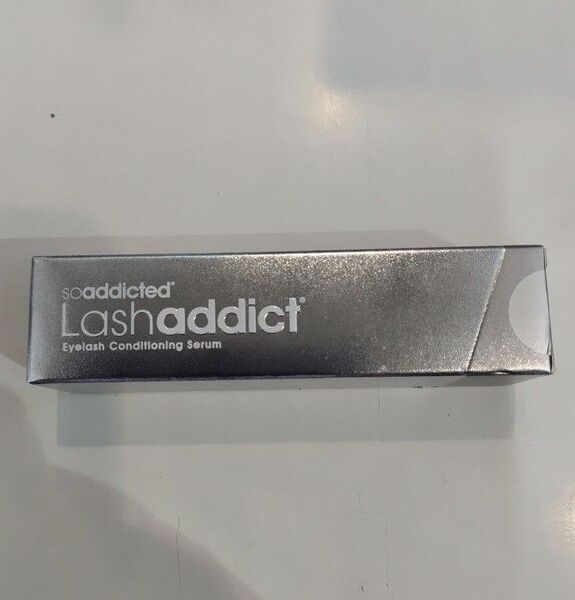 soaddicted®
Lashaddict®
Eyelash Conditioning Serum